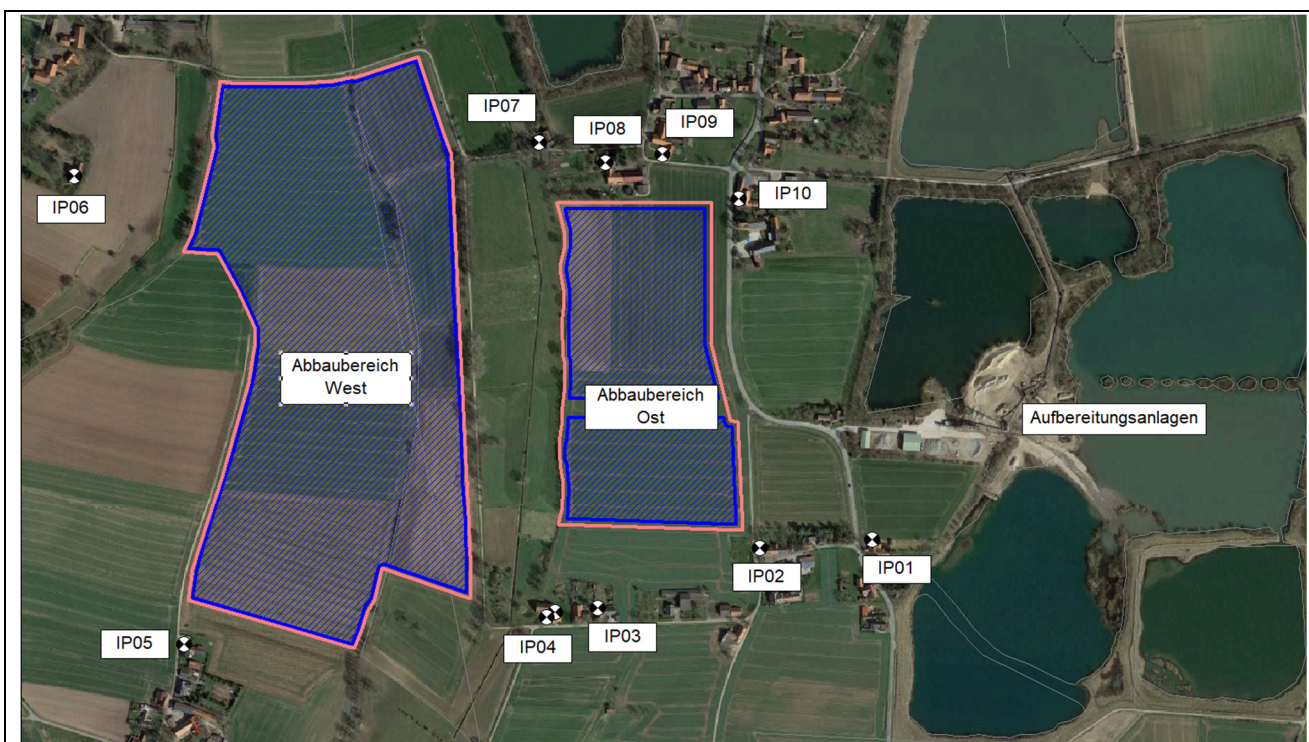 IP07
IP08
IP09
IP06
IP10
Abbaubereich
West
Abbaubereich
Ost
Aufbereitungsanlagen
IP05
IP04
IP03
IP02
IP01